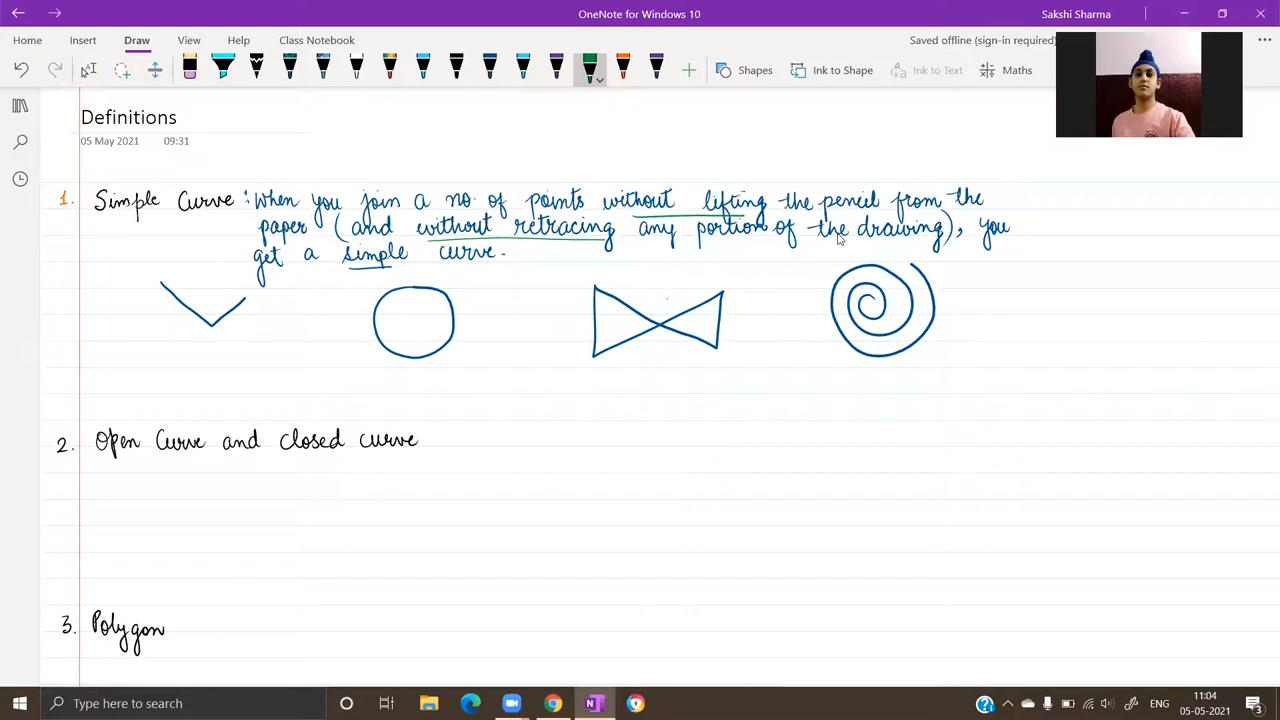 OneNote for Windows 10
Sakshi Sharma
Home Insert Draw View Help Class Notebook
Saved offline (sign-in required)
Shapes Ink to Shape Ink to Text Maths
Definitions
05 May 2021 09:31
1. Simple Curve : When you join a no. of points without lifting the pencil from the
paper (and without retracing any portion of the drawing), you
get a simple curve.
2. Open Curve and closed curve
3. Polygon
Type here to search
ENG
11:04
05-05-2021
3